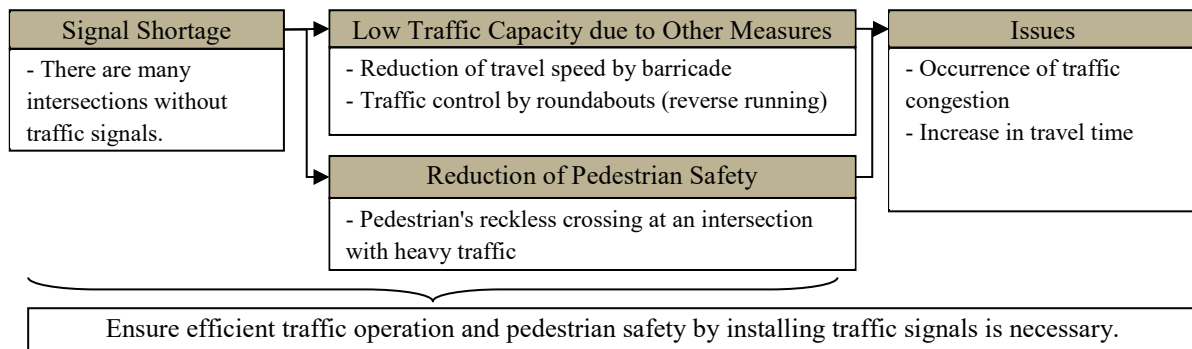 Signal Shortage
- There are many
intersections without
traffic signals.
Low Traffic Capacity due to Other Measures
- Reduction of travel speed by barricade
- Traffic control by roundabouts (reverse running)
Reduction of Pedestrian Safety
- Pedestrian's reckless crossing at an intersection
with heavy traffic
Issues
- Occurrence of traffic
congestion
- Increase in travel time
Ensure efficient traffic operation and pedestrian safety by installing traffic signals is necessary.